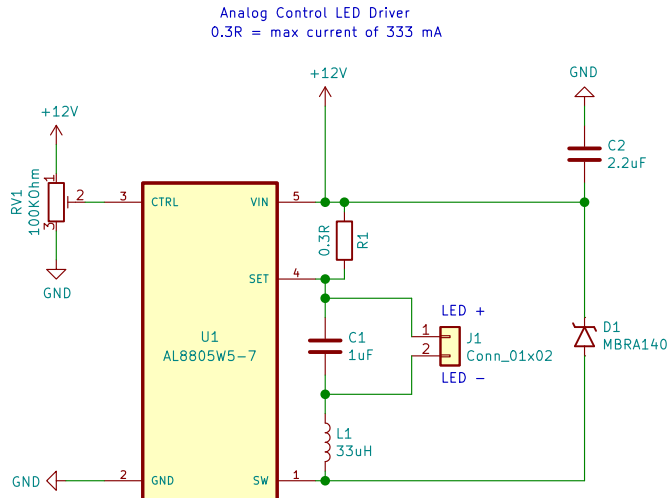 Analog Control LED Driver
0.3R = max current of 333 mA
+12V
GND
+12V
C2
2.2uF
RV1
100KOhm
1
2
3
3
CTRL
VIN
5
0.3R
R1
SET
4
LED +
U1
AL8805W5-7
C1
1uF
1
2
J1
Conn_01x02
D1
MBRA140
GND
LED -
L1
33uH
GND
2
GND
SW
1